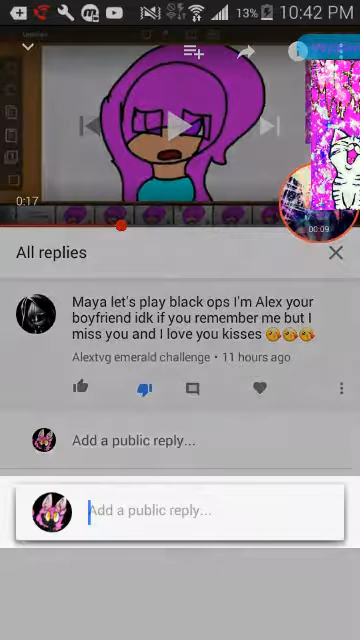 13% 10:42 PM
0:17
00:09
All replies
Maya let's play black ops I'm Alex your
boyfriend idk if you remember me but I
miss you and I love you kisses 😚😚😚
Alextvg emerald challenge • 11 hours ago
Add a public reply...
Add a public reply...